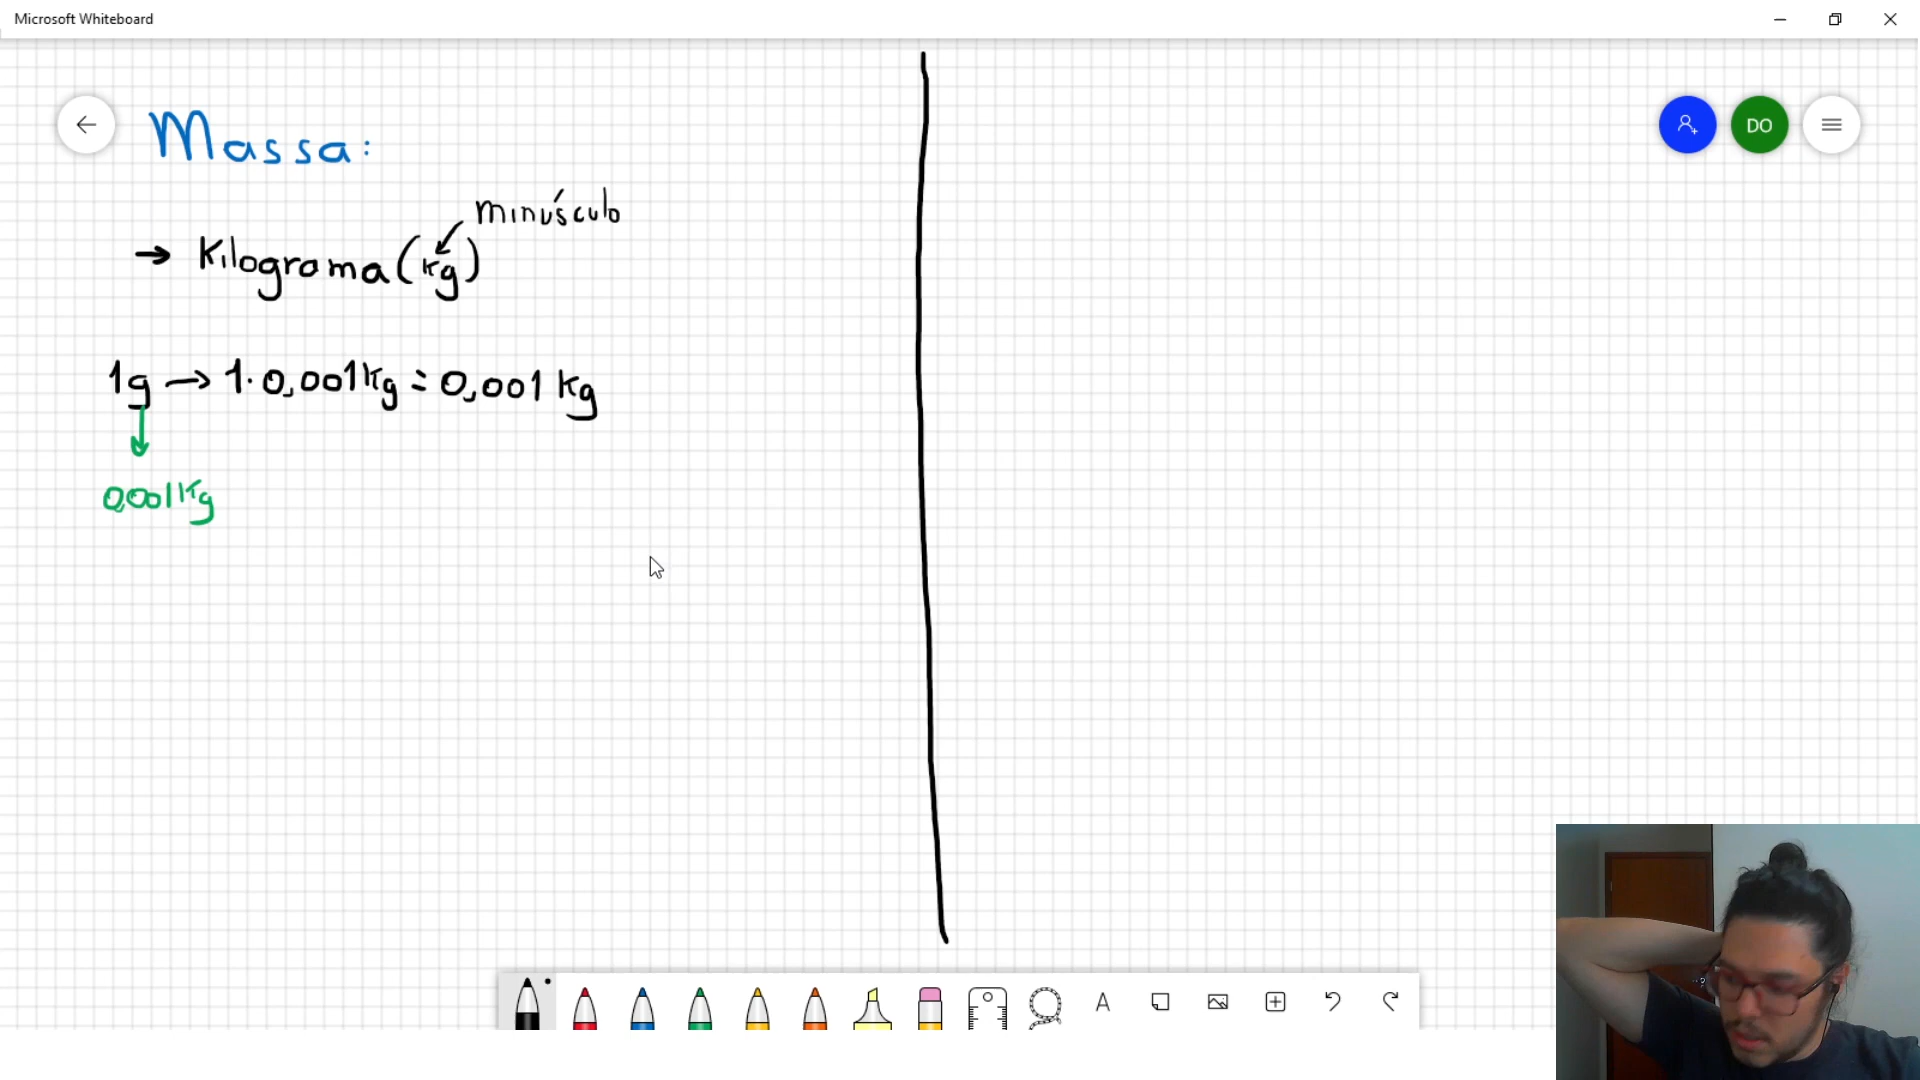 Microsoft Whiteboard
DO
Massa:
minúsculo
→ Kilograma (kg)
1g → 1 · 0,001kg = 0,001 kg
0,001kg
A